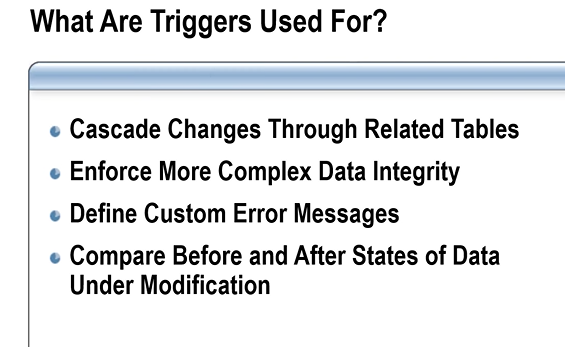 What Are Triggers Used For?
Cascade Changes Through Related Tables
Enforce More Complex Data Integrity
Define Custom Error Messages
Compare Before and After States of Data
Under Modification